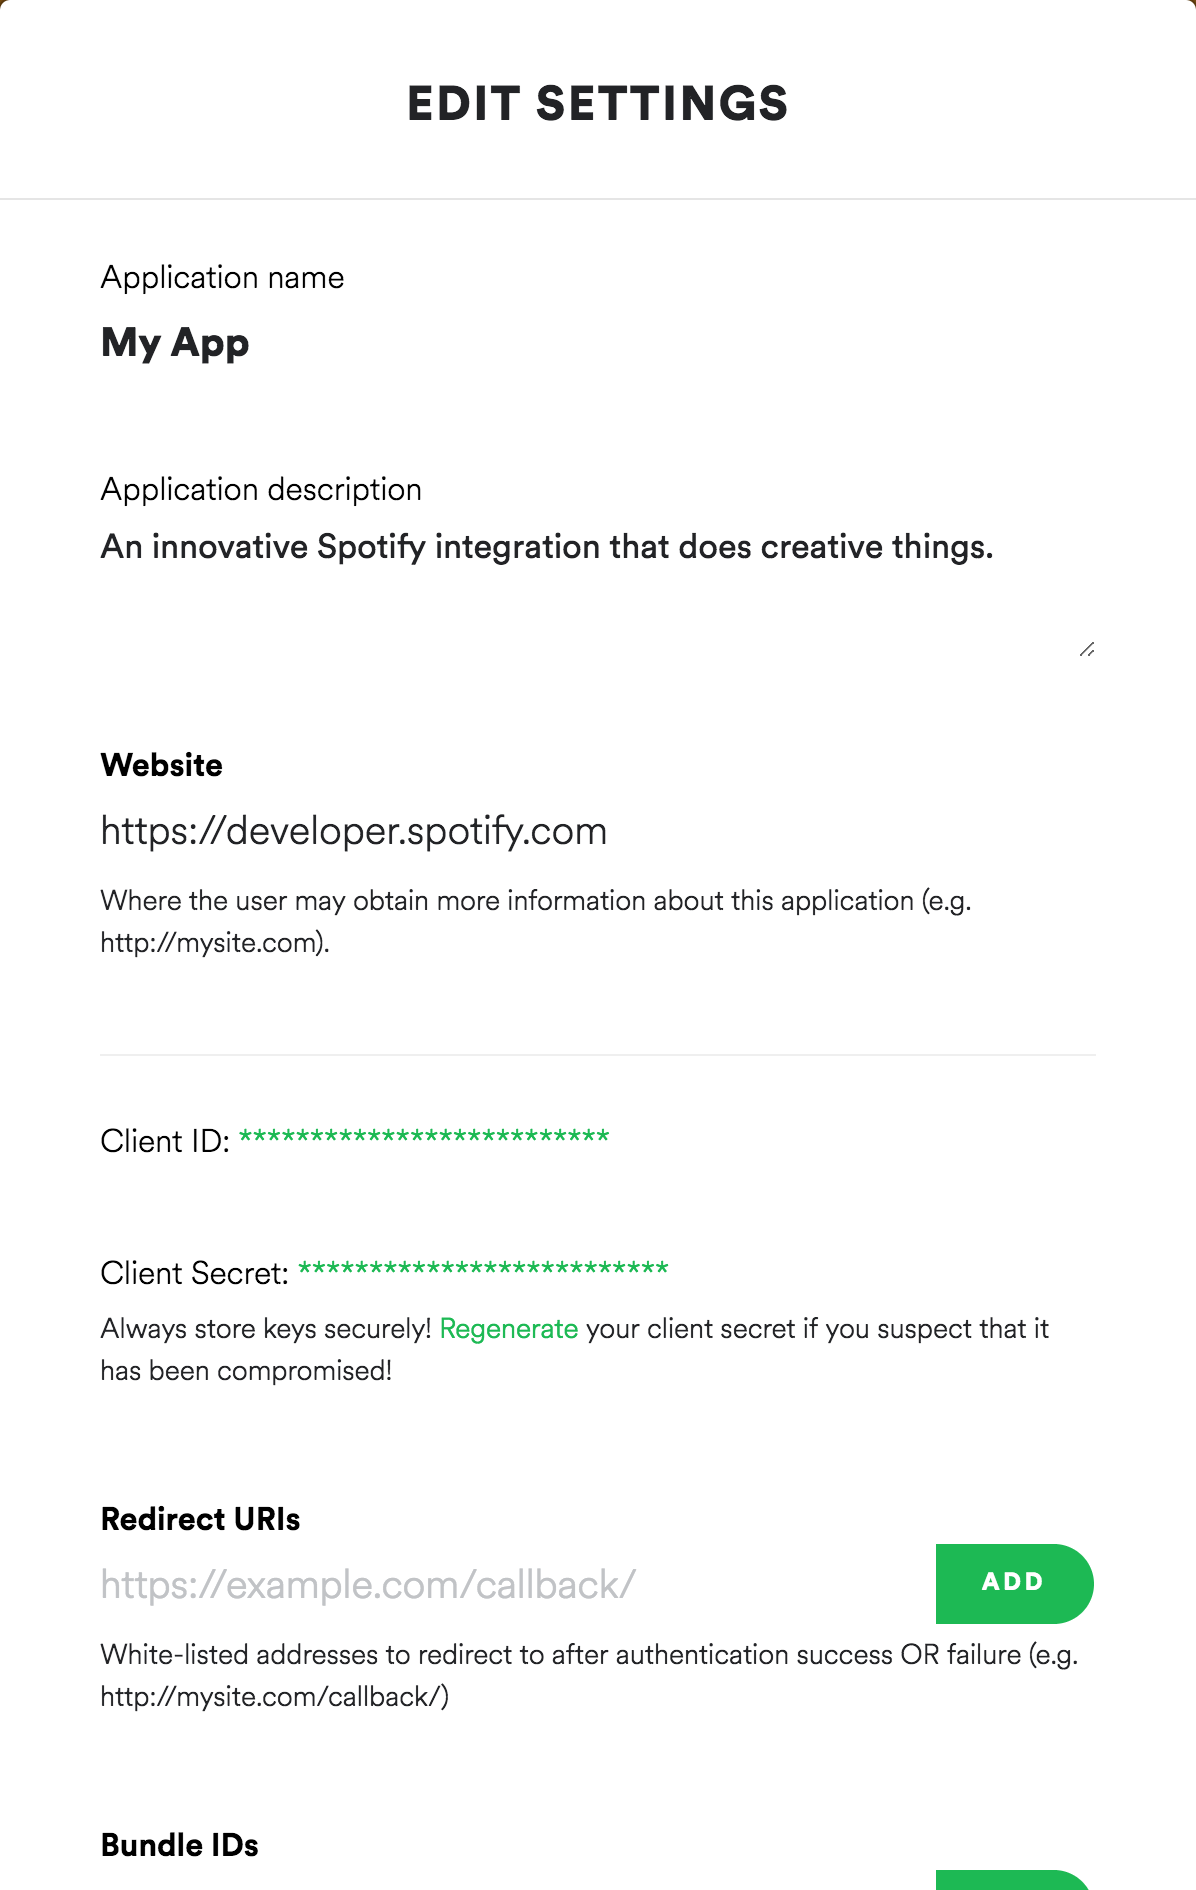 EDIT SETTINGS
Application name
My App
Application description
An innovative Spotify integration that does creative things.
Website
https://developer.spotify.com
Where the user may obtain more information about this application (e.g.
http://mysite.com).
Client ID: **************************
Client Secret: **************************
Always store keys securely! Regenerate your client secret if you suspect that it
has been compromised!
Redirect URIs
https://example.com/callback/
ADD
White-listed addresses to redirect to after authentication success OR failure (e.g.
http://mysite.com/callback/)
Bundle IDs